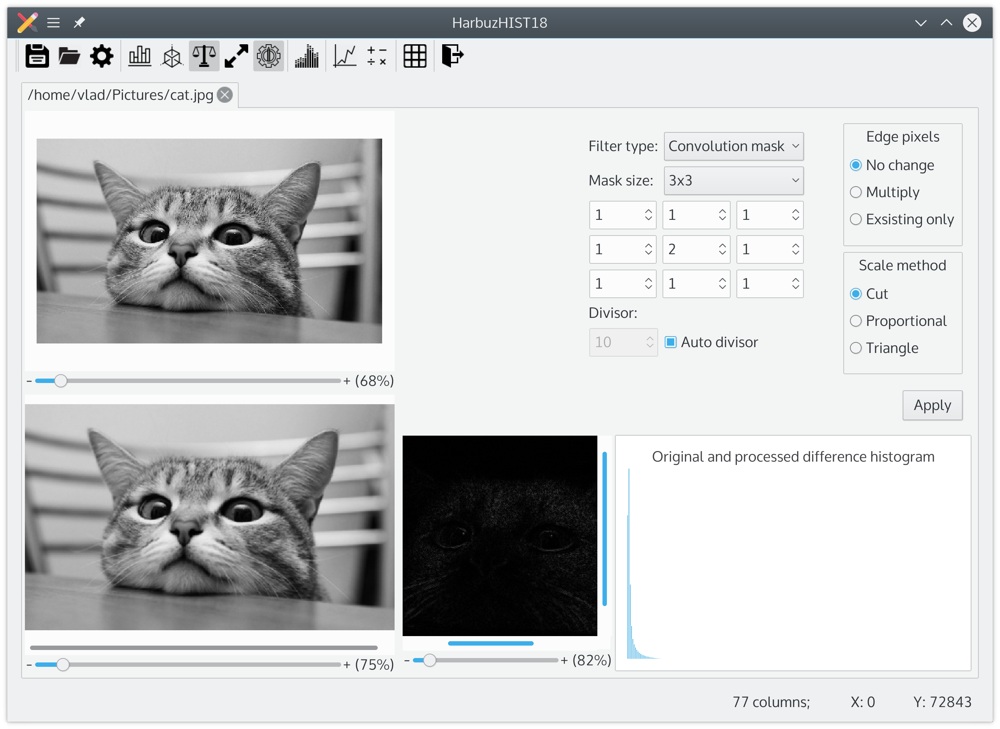 HarbuzHIST18
/home/vlad/Pictures/cat.jpg
Filter type: Convolution mask
Mask size: 3x3
1 1 1
1 2 1
1 1 1
Divisor:
10 Auto divisor
Edge pixels
No change
Multiply
Exsisting only
Scale method
Cut
Proportional
Triangle
Apply
- + (68%)
- + (75%)
- + (82%)
Original and processed difference histogram
77 columns; X: 0 Y: 72843